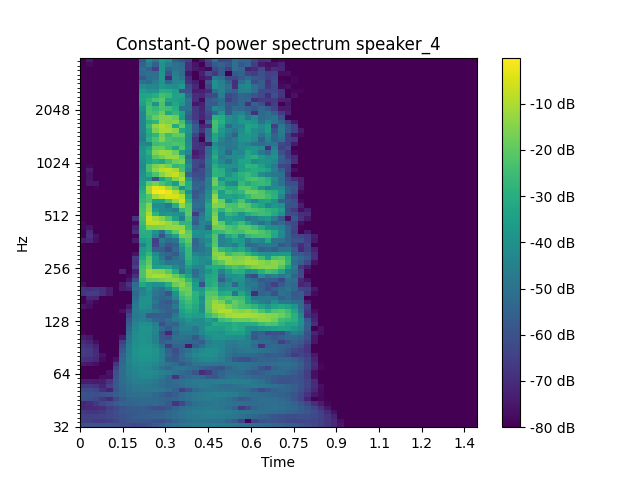 Constant-Q power spectrum speaker_4
Hz
2048
1024
512
256
128
64
32
0 0.15 0.3 0.45 0.6 0.75 0.9 1.1 1.2 1.4
Time
-10 dB
-20 dB
-30 dB
-40 dB
-50 dB
-60 dB
-70 dB
-80 dB